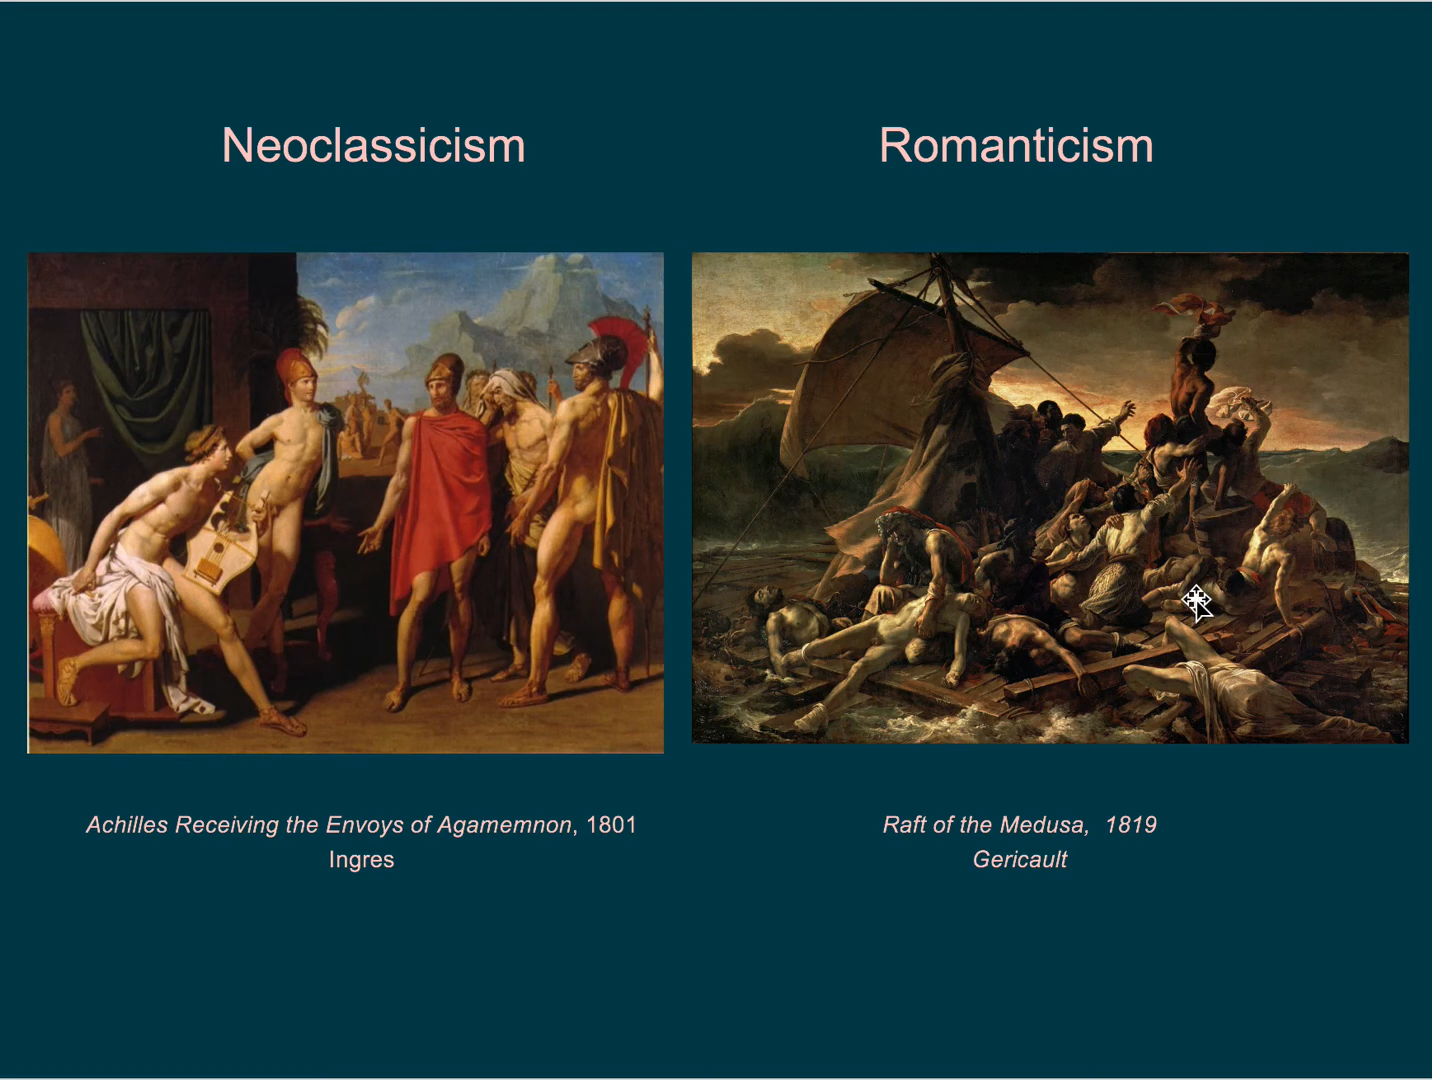 Neoclassicism
Romanticism
Achilles Receiving the Envoys of Agamemnon, 1801
Ingres
Raft of the Medusa, 1819
Gericault